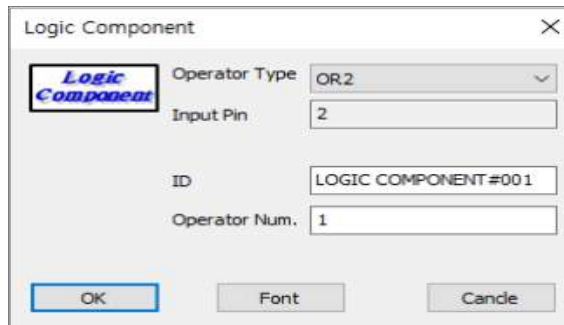 Logic Component
Logic
Component
Operator Type
OR2
Input Pin
2
ID
LOGIC COMPONENT#001
Operator Num.
1
OK
Font
Cancle